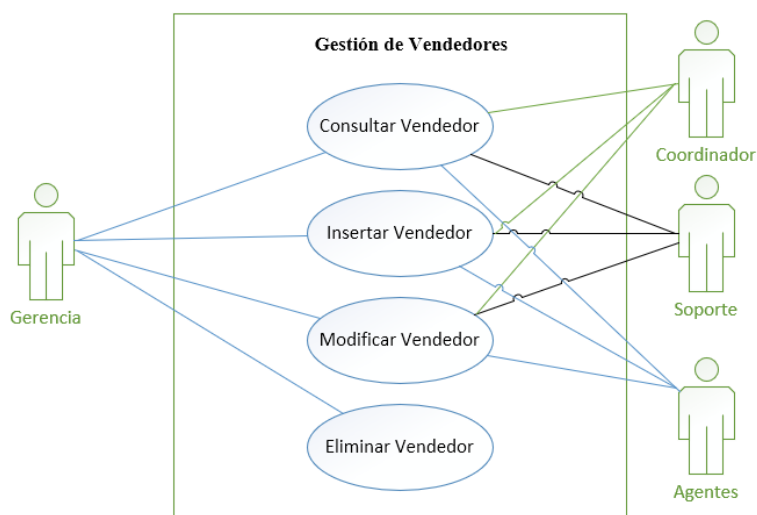 Gestión de Vendedores
Consultar Vendedor
Coordinador
Insertar Vendedor
Gerencia
Soporte
Modificar Vendedor
Eliminar Vendedor
Agentes